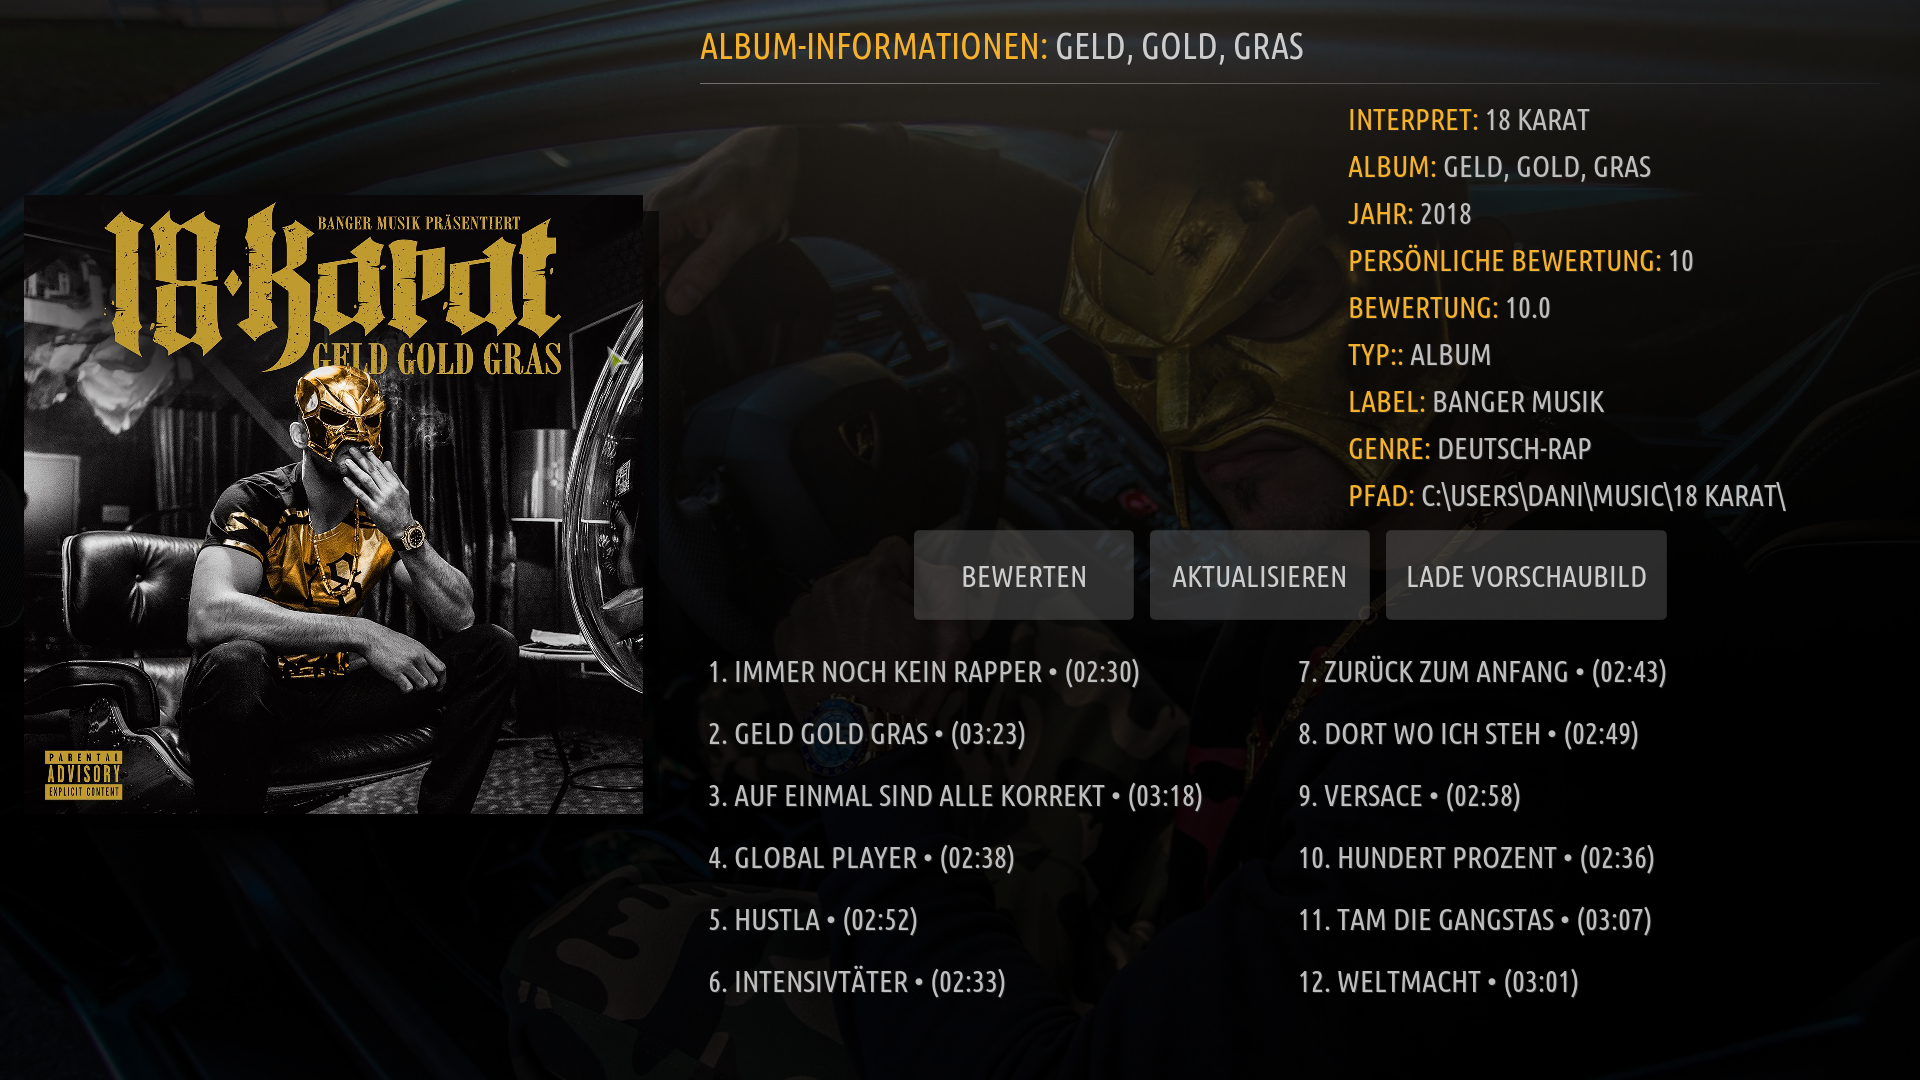 ALBUM-INFORMATIONEN: GELD, GOLD, GRAS
INTERPRET: 18 KARAT
ALBUM: GELD, GOLD, GRAS
JAHR: 2018
PERSÖNLICHE BEWERTUNG: 10
BEWERTUNG: 10.0
TYP:: ALBUM
LABEL: BANGER MUSIK
GENRE: DEUTSCH-RAP
PFAD: C:\USERS\DANI\MUSIC\18 KARAT\
BANGER MUSIK PRÄSENTIERT
18·Karat
GELD GOLD GRAS
PARENTAL
ADVISORY
EXPLICIT CONTENT
BEWERTEN
AKTUALISIEREN
LADE VORSCHAUBILD
1. IMMER NOCH KEIN RAPPER • (02:30)
2. GELD GOLD GRAS • (03:23)
3. AUF EINMAL SIND ALLE KORREKT • (03:18)
4. GLOBAL PLAYER • (02:38)
5. HUSTLA • (02:52)
6. INTENSIVTÄTER • (02:33)
7. ZURÜCK ZUM ANFANG • (02:43)
8. DORT WO ICH STEH • (02:49)
9. VERSACE • (02:58)
10. HUNDERT PROZENT • (02:36)
11. TAM DIE GANGSTAS • (03:07)
12. WELTMACHT • (03:01)